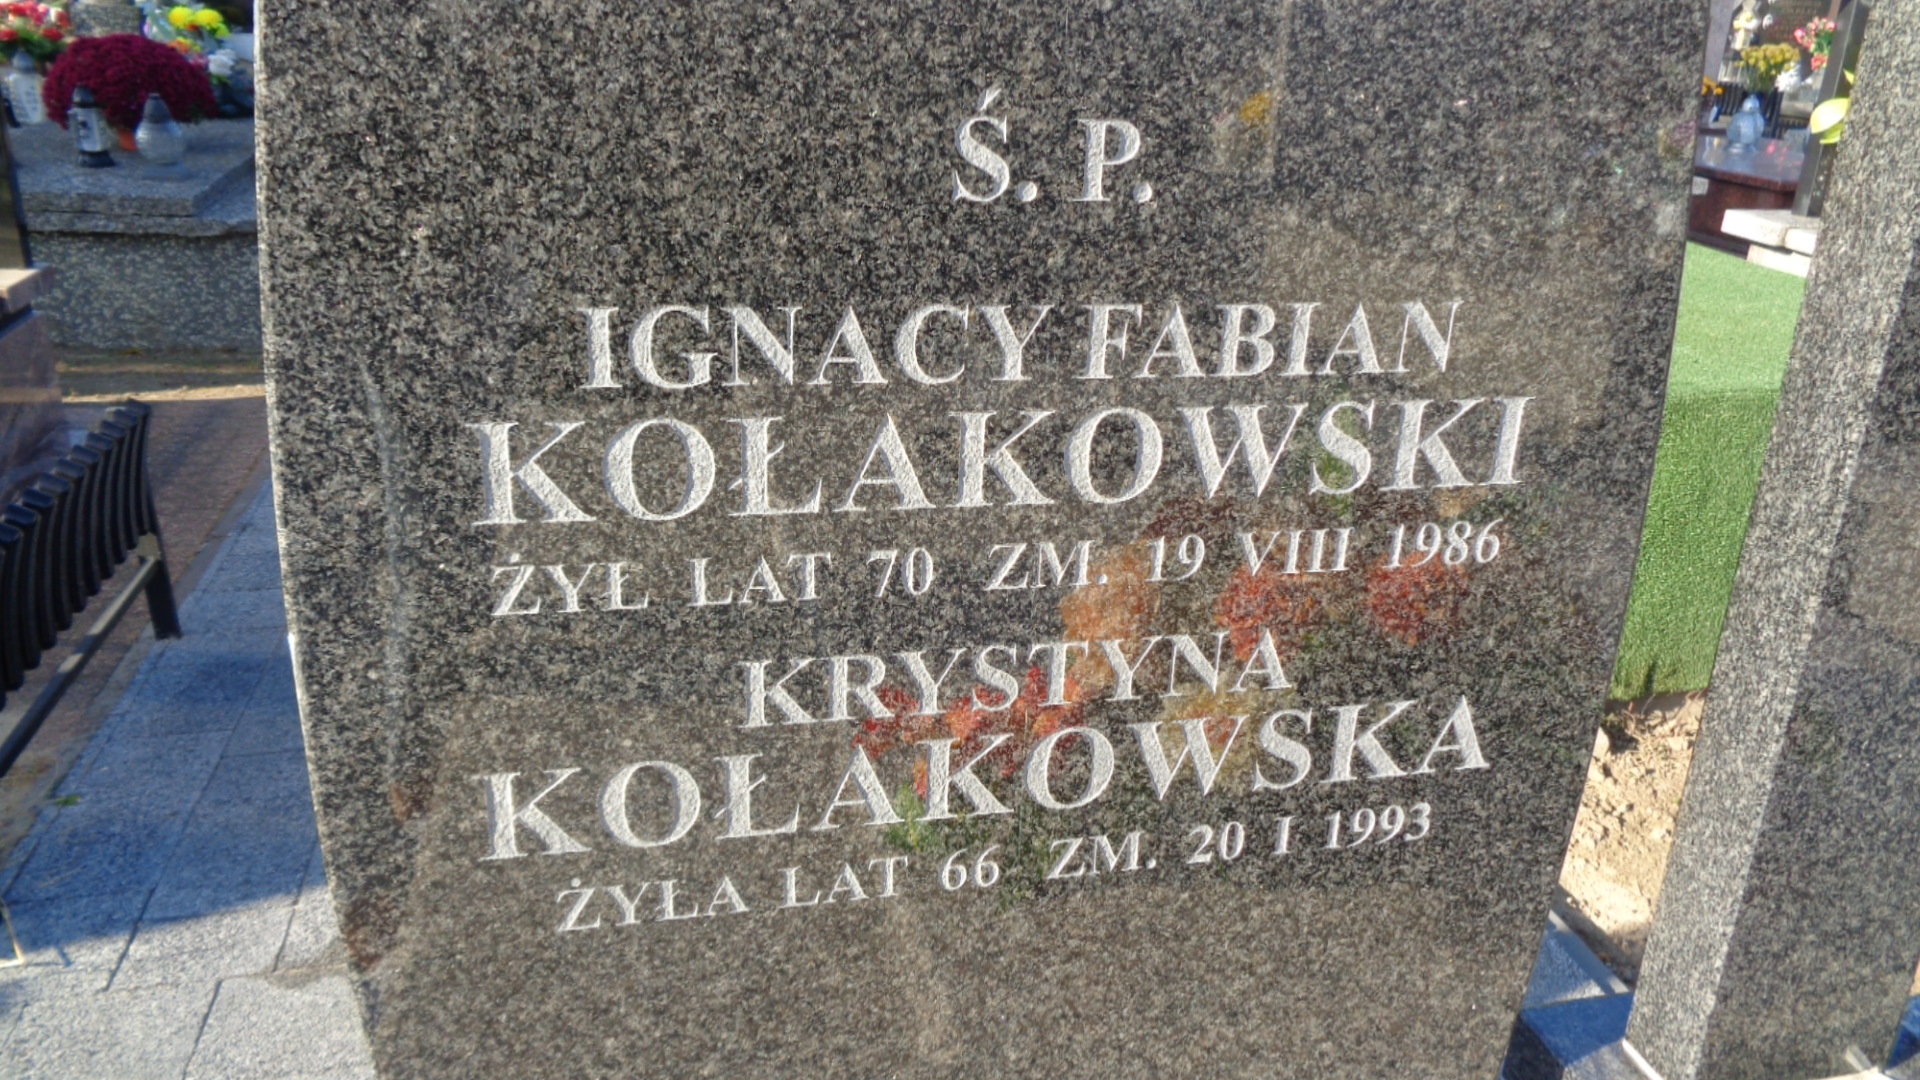 Ś. P.
IGNACY FABIAN
KOŁAKOWSKI
ŻYŁ LAT 70 ZM. 19 VIII 1986
KRYSTYNA
KOŁAKOWSKA
ŻYŁA LAT 66 ZM. 20 I 1993